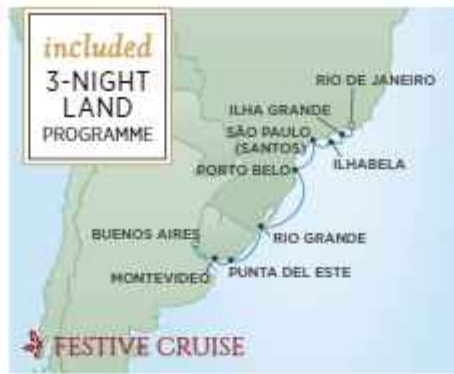 included
3-NIGHT
LAND
PROGRAMME
RIO DE JANEIRO
ILHA GRANDE
SÃO PAULO
(SANTOS)
ILHABELA
PORTO BELO
BUENOS AIRES
RIO GRANDE
MONTEVIDEO
PUNTA DEL ESTE
FESTIVE CRUISE